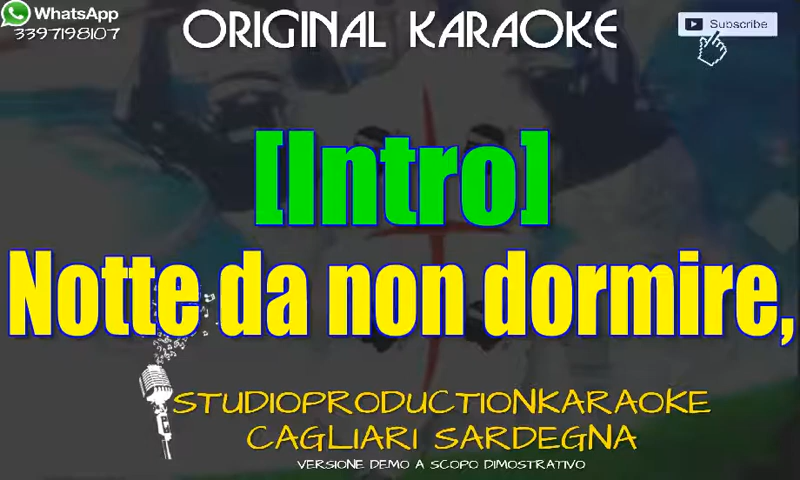 WhatsApp
3397198107
ORIGINAL KARAOKE
Subscribe
[Intro]
Notte da non dormire,
STUDIOPRODUCTIONKARAOKE
CAGLIARI SARDEGNA
VERSIONE DEMO A SCOPO DIMOSTRATIVO